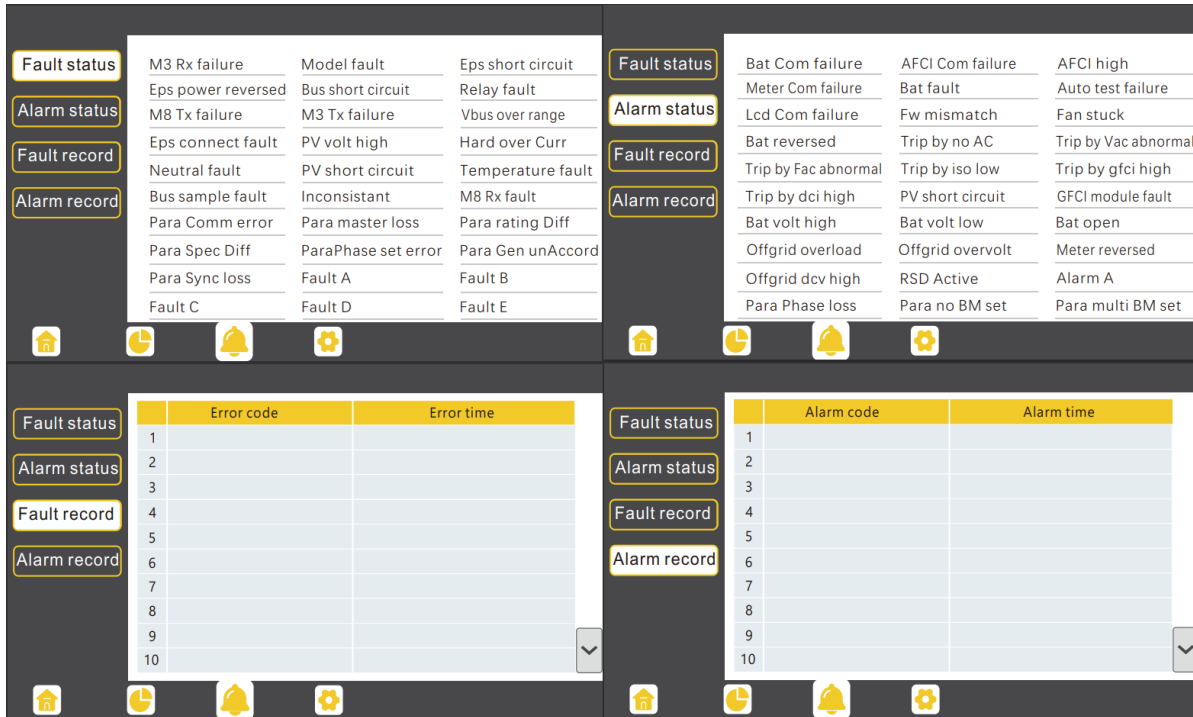 Fault status
Alarm status
Fault record
Alarm record
M3 Rx failure Model fault Eps short circuit
Eps power reversed Bus short circuit Relay fault
M8 Tx failure M3 Tx failure Vbus over range
Eps connect fault PV volt high Hard over Curr
Neutral fault PV short circuit Temperature fault
Bus sample fault Inconsistant M8 Rx fault
Para Comm error Para master loss Para rating Diff
Para Spec Diff ParaPhase set error Para Gen unAccord
Para Sync loss Fault A Fault B
Fault C Fault D Fault E
Fault status
Alarm status
Fault record
Alarm record
Bat Com failure AFCI Com failure AFCI high
Meter Com failure Bat fault Auto test failure
Lcd Com failure Fw mismatch Fan stuck
Bat reversed Trip by no AC Trip by Vac abnormal
Trip by Fac abnormal Trip by iso low Trip by gfci high
Trip by dci high PV short circuit GFCI module fault
Bat volt high Bat volt low Bat open
Offgrid overload Offgrid overvolt Meter reversed
Offgrid dcv high RSD Active Alarm A
Para Phase loss Para no BM set Para multi BM set
Fault status
Alarm status
Fault record
Alarm record
Error code Error time
1
2
3
4
5
6
7
8
9
10
Fault status
Alarm status
Fault record
Alarm record
Alarm code Alarm time
1
2
3
4
5
6
7
8
9
10